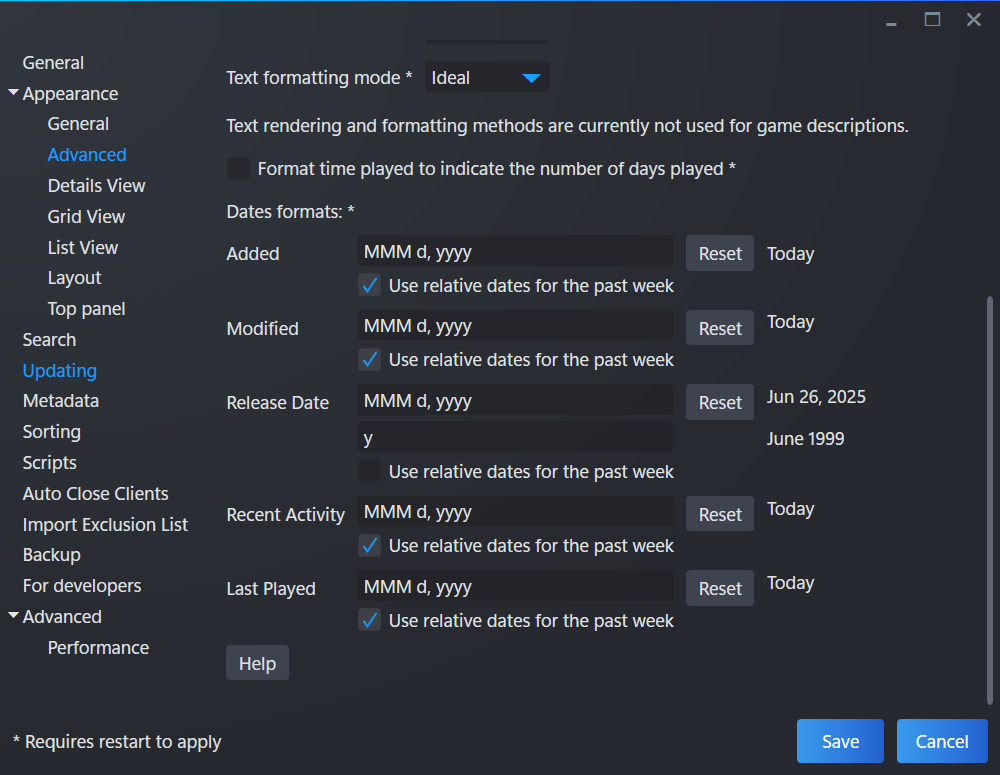 General
Appearance
General
Advanced
Details View
Grid View
List View
Layout
Top panel
Search
Updating
Metadata
Sorting
Scripts
Auto Close Clients
Import Exclusion List
Backup
For developers
Advanced
Performance
Text formatting mode * Ideal
Text rendering and formatting methods are currently not used for game descriptions.
Format time played to indicate the number of days played *
Dates formats: *
Added MMM d, yyyy Reset Today
Use relative dates for the past week
Modified MMM d, yyyy Reset Today
Use relative dates for the past week
Release Date MMM d, yyyy Reset Jun 26, 2025
y June 1999
Use relative dates for the past week
Recent Activity MMM d, yyyy Reset Today
Use relative dates for the past week
Last Played MMM d, yyyy Reset Today
Use relative dates for the past week
Help
* Requires restart to apply
Save Cancel